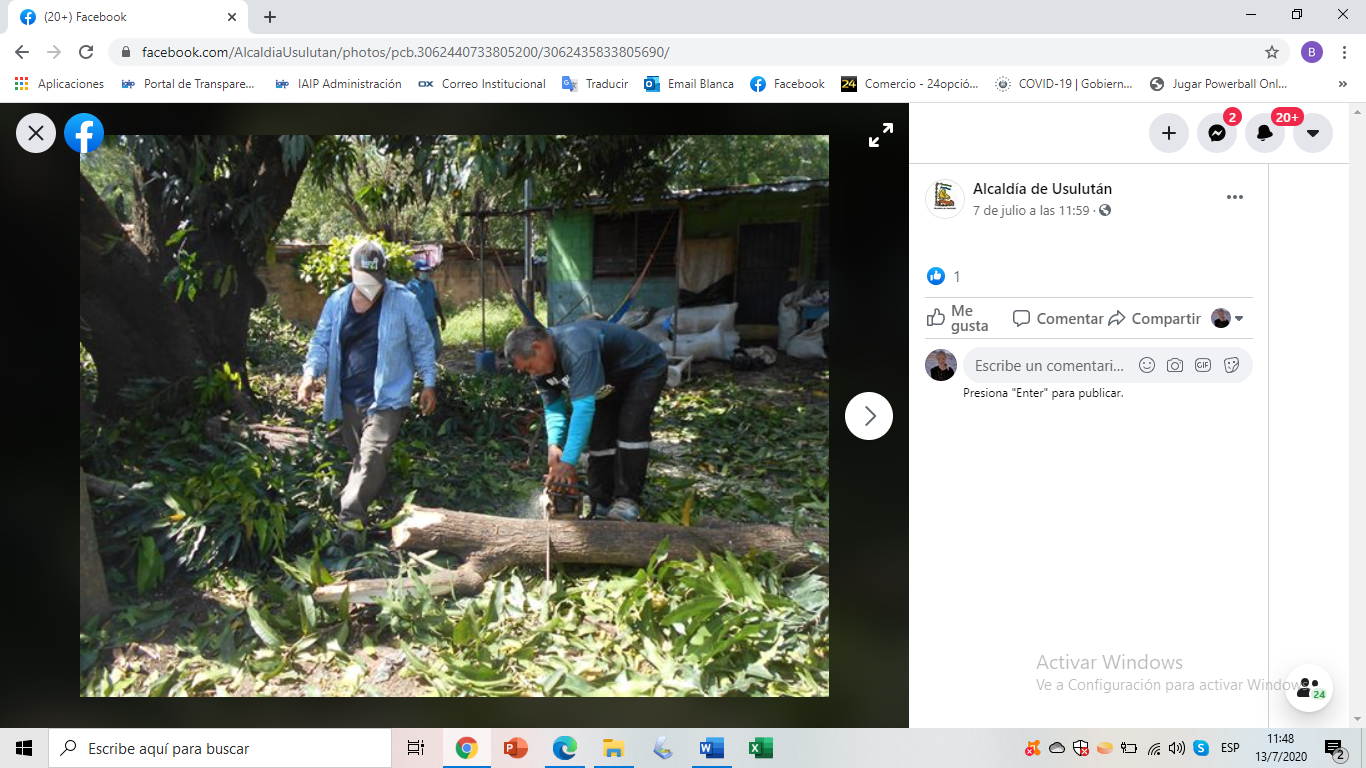 (20+) Facebook
facebook.com/AlcaldiaUsulutan/photos/pcb.3062440733805200/3062435833805690/
B
Aplicaciones
Portal de Transpare...
IAIP Administración
Correo Institucional
Traducir
Email Blanca
Facebook
24 Comercio - 24opció...
COVID-19 | Gobiern...
Jugar Powerball Onl...
2
20+
Alcaldía de Usulután
7 de julio a las 11:59
1
Me gusta
Comentar
Compartir
Escribe un comentari...
GIF
Presiona "Enter" para publicar.
Activar Windows
Ve a Configuración para activar Windows
24
Escribe aquí para buscar
ESP
11:48
13/7/2020
2